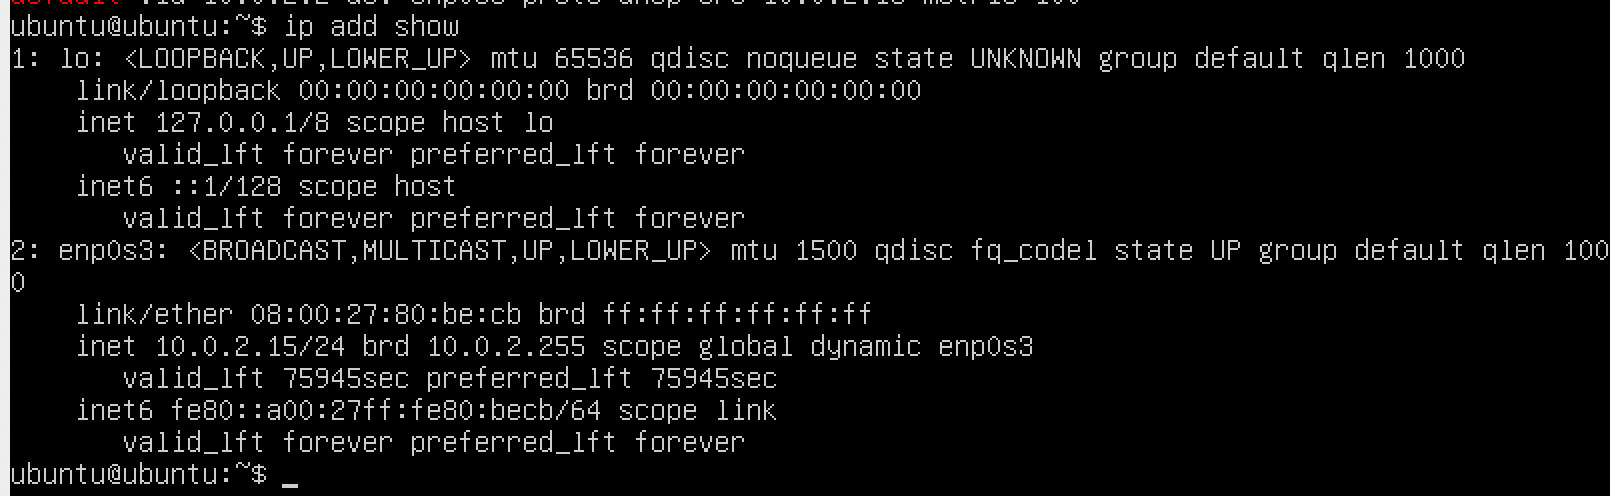 ubuntu@ubuntu:~$ ip add show
1: lo: <LOOPBACK,UP,LOWER_UP> mtu 65536 qdisc noqueue state UNKNOWN group default qlen 1000
    link/loopback 00:00:00:00:00:00 brd 00:00:00:00:00:00
    inet 127.0.0.1/8 scope host lo
       valid_lft forever preferred_lft forever
    inet6 ::1/128 scope host
       valid_lft forever preferred_lft forever
2: enp0s3: <BROADCAST,MULTICAST,UP,LOWER_UP> mtu 1500 qdisc fq_codel state UP group default qlen 100
0
    link/ether 08:00:27:80:be:cb brd ff:ff:ff:ff:ff:ff
    inet 10.0.2.15/24 brd 10.0.2.255 scope global dynamic enp0s3
       valid_lft 75945sec preferred_lft 75945sec
    inet6 fe80::a00:27ff:fe80:becb/64 scope link
       valid_lft forever preferred_lft forever
ubuntu@ubuntu:~$ _